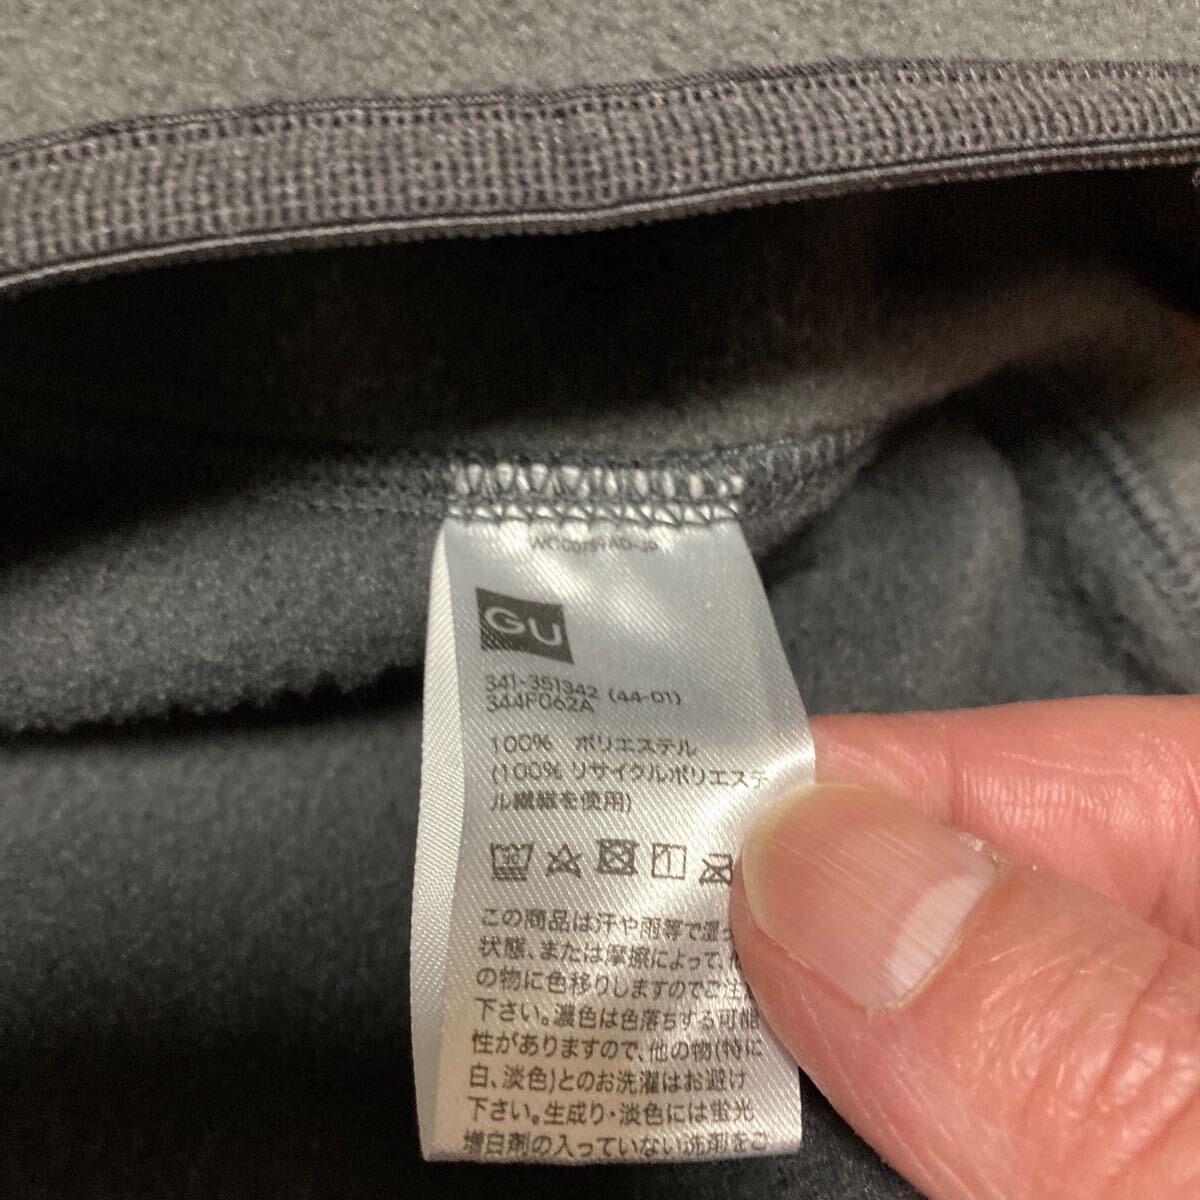 GU
341-351342 (44-01)
344F062A
100% ポリエステル
(100% リサイクルポリエステ
ル繊維を使用)
30
この商品は汗や雨等で湿っ
状態、または摩擦によって、他
の物に色移りしますのでご注
下さい。濃色は色落ちする可能
性がありますので、他の物(特に
白、淡色)とのお洗濯はお避け
下さい。生成り・淡色には蛍光
増白剤の入っていない洗剤をご